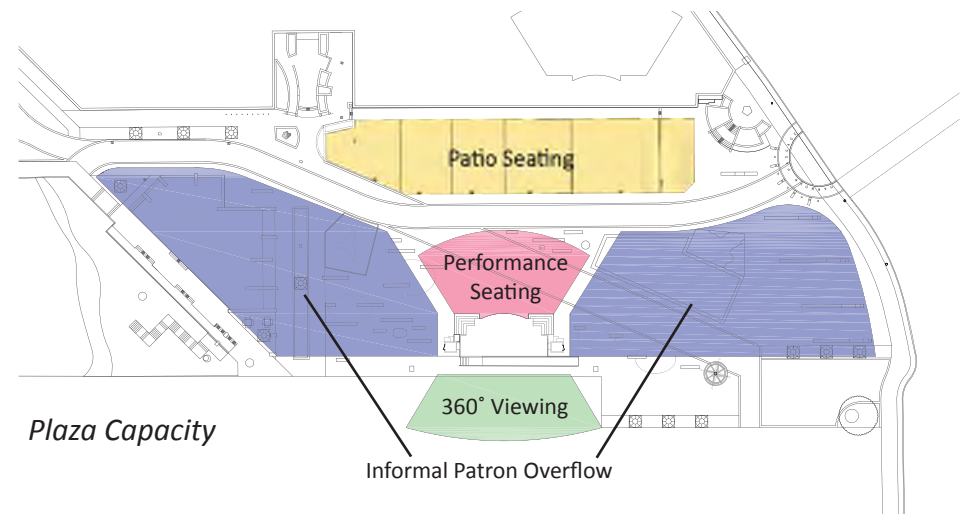 Patio Seating
Performance
Seating
360˚ Viewing
Plaza Capacity
Informal Patron Overflow